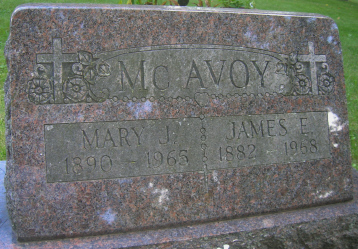 Mc AVOY
MARY J. JAMES E.
1890 - 1965 1882 1968